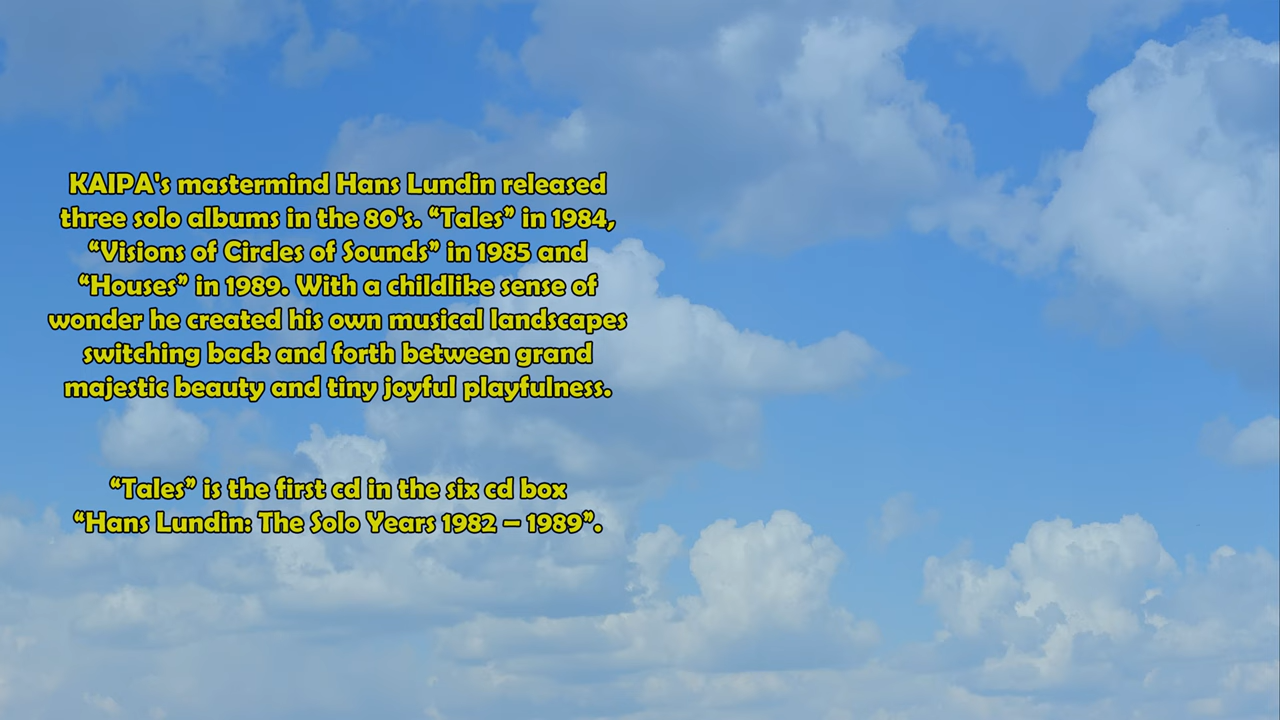 KAIPA's mastermind Hans Lundin released
three solo albums in the 80's. “Tales” in 1984,
“Visions of Circles of Sounds” in 1985 and
“Houses” in 1989. With a childlike sense of
wonder he created his own musical landscapes
switching back and forth between grand
majestic beauty and tiny joyful playfulness.
“Tales” is the first cd in the six cd box
“Hans Lundin: The Solo Years 1982 – 1989”.